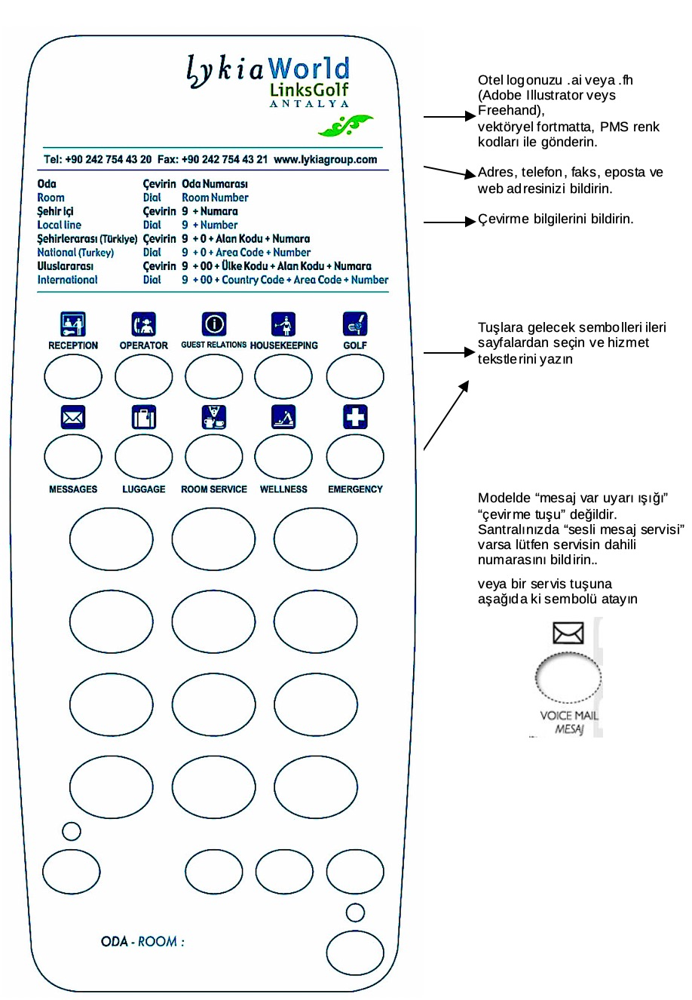 lykiaWorld
LinksGolf
ANTALYA
Tel: +90 242 754 43 20 Fax: +90 242 754 43 21 www.lykiagroup.com
Oda Çevirin Oda Numarası
Room Dial Room Number
Şehir içi Çevirin 9 + Numara
Local line Dial 9 + Number
Şehirlerarası (Türkiye) Çevirin 9 + 0 + Alan Kodu + Numara
National (Turkey) Dial 9 + 0 + Area Code + Number
Uluslararası Çevirin 9 + 00 + Ülke Kodu + Alan Kodu + Numara
International Dial 9 + 00 + Country Code + Area Code + Number
RECEPTION OPERATOR GUEST RELATIONS HOUSEKEEPING GOLF
MESSAGES LUGGAGE ROOM SERVICE WELLNESS EMERGENCY
ODA - ROOM :
Otel logonuzu .ai veya .fh
(Adobe Illustrator veys
Freehand),
vektöryel fortmatta, PMS renk
kodları ile gönderin.
Adres, telefon, faks, eposta ve
web adresinizi bildirin.
Çevirme bilgilerini bildirin.
Tuşlara gelecek sembolleri ileri
sayfalardan seçin ve hizmet
tekstlerini yazın
Modelde “mesaj var uyarı ışığı”
“çevirme tuşu” değildir.
Santralınızda “sesli mesaj servisi”
varsa lütfen servisin dahili
numarasını bildirin..
veya bir servis tuşuna
aşağıda ki sembolü atayın
VOICE MAIL
MESAJ